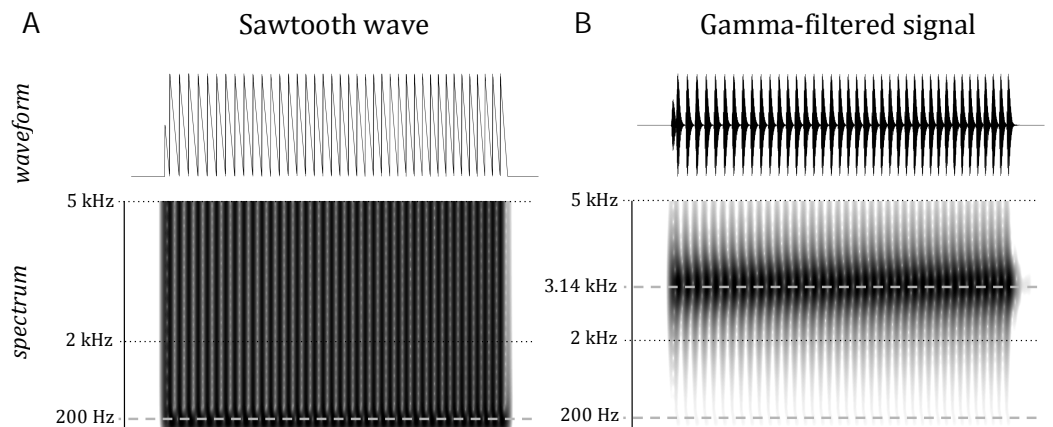 A
Sawtooth wave
waveform
spectrum
5 kHz
2 kHz
200 Hz
B
Gamma-filtered signal
5 kHz
3.14 kHz
2 kHz
200 Hz